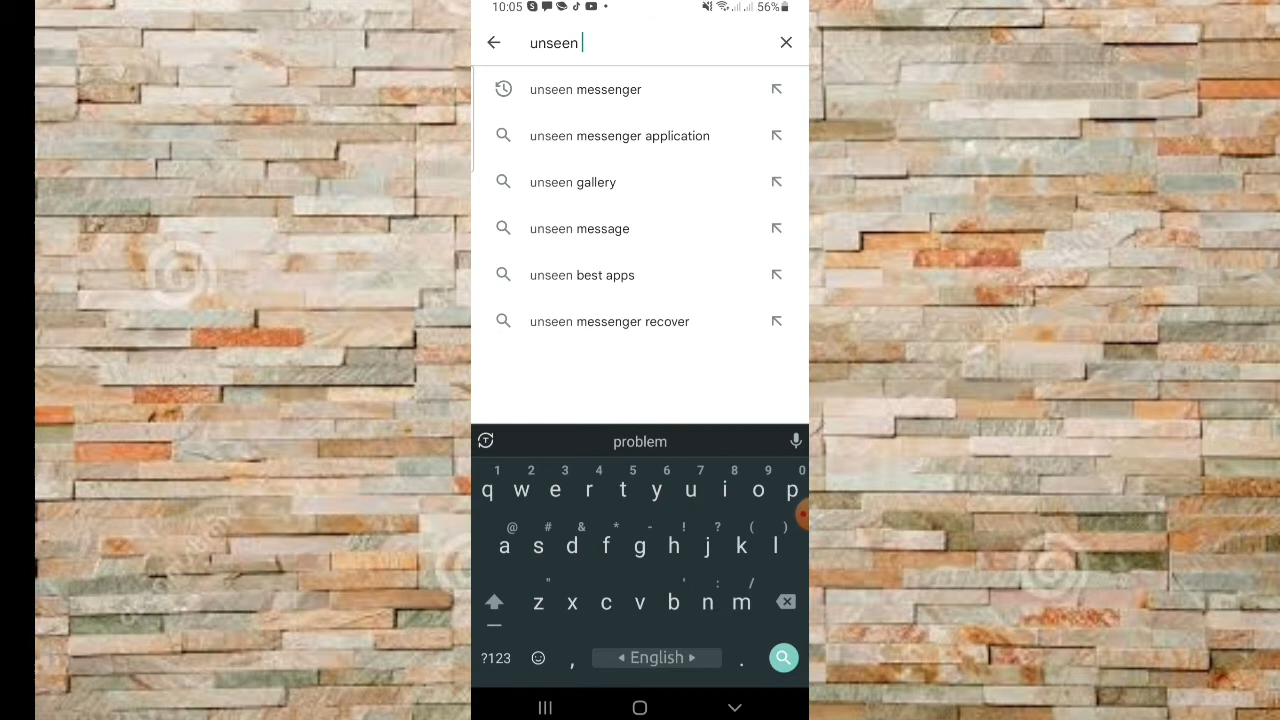 10:05 56%
unseen
unseen messenger
unseen messenger application
unseen gallery
unseen message
unseen best apps
unseen messenger recover
problem
1 2 3 4 5 6 7 8 9 0
q w e r t y u i o p
@ # & * - ! ? ( )
a s d f g h j k l
" ' : /
z x c v b n m
?123 , English .